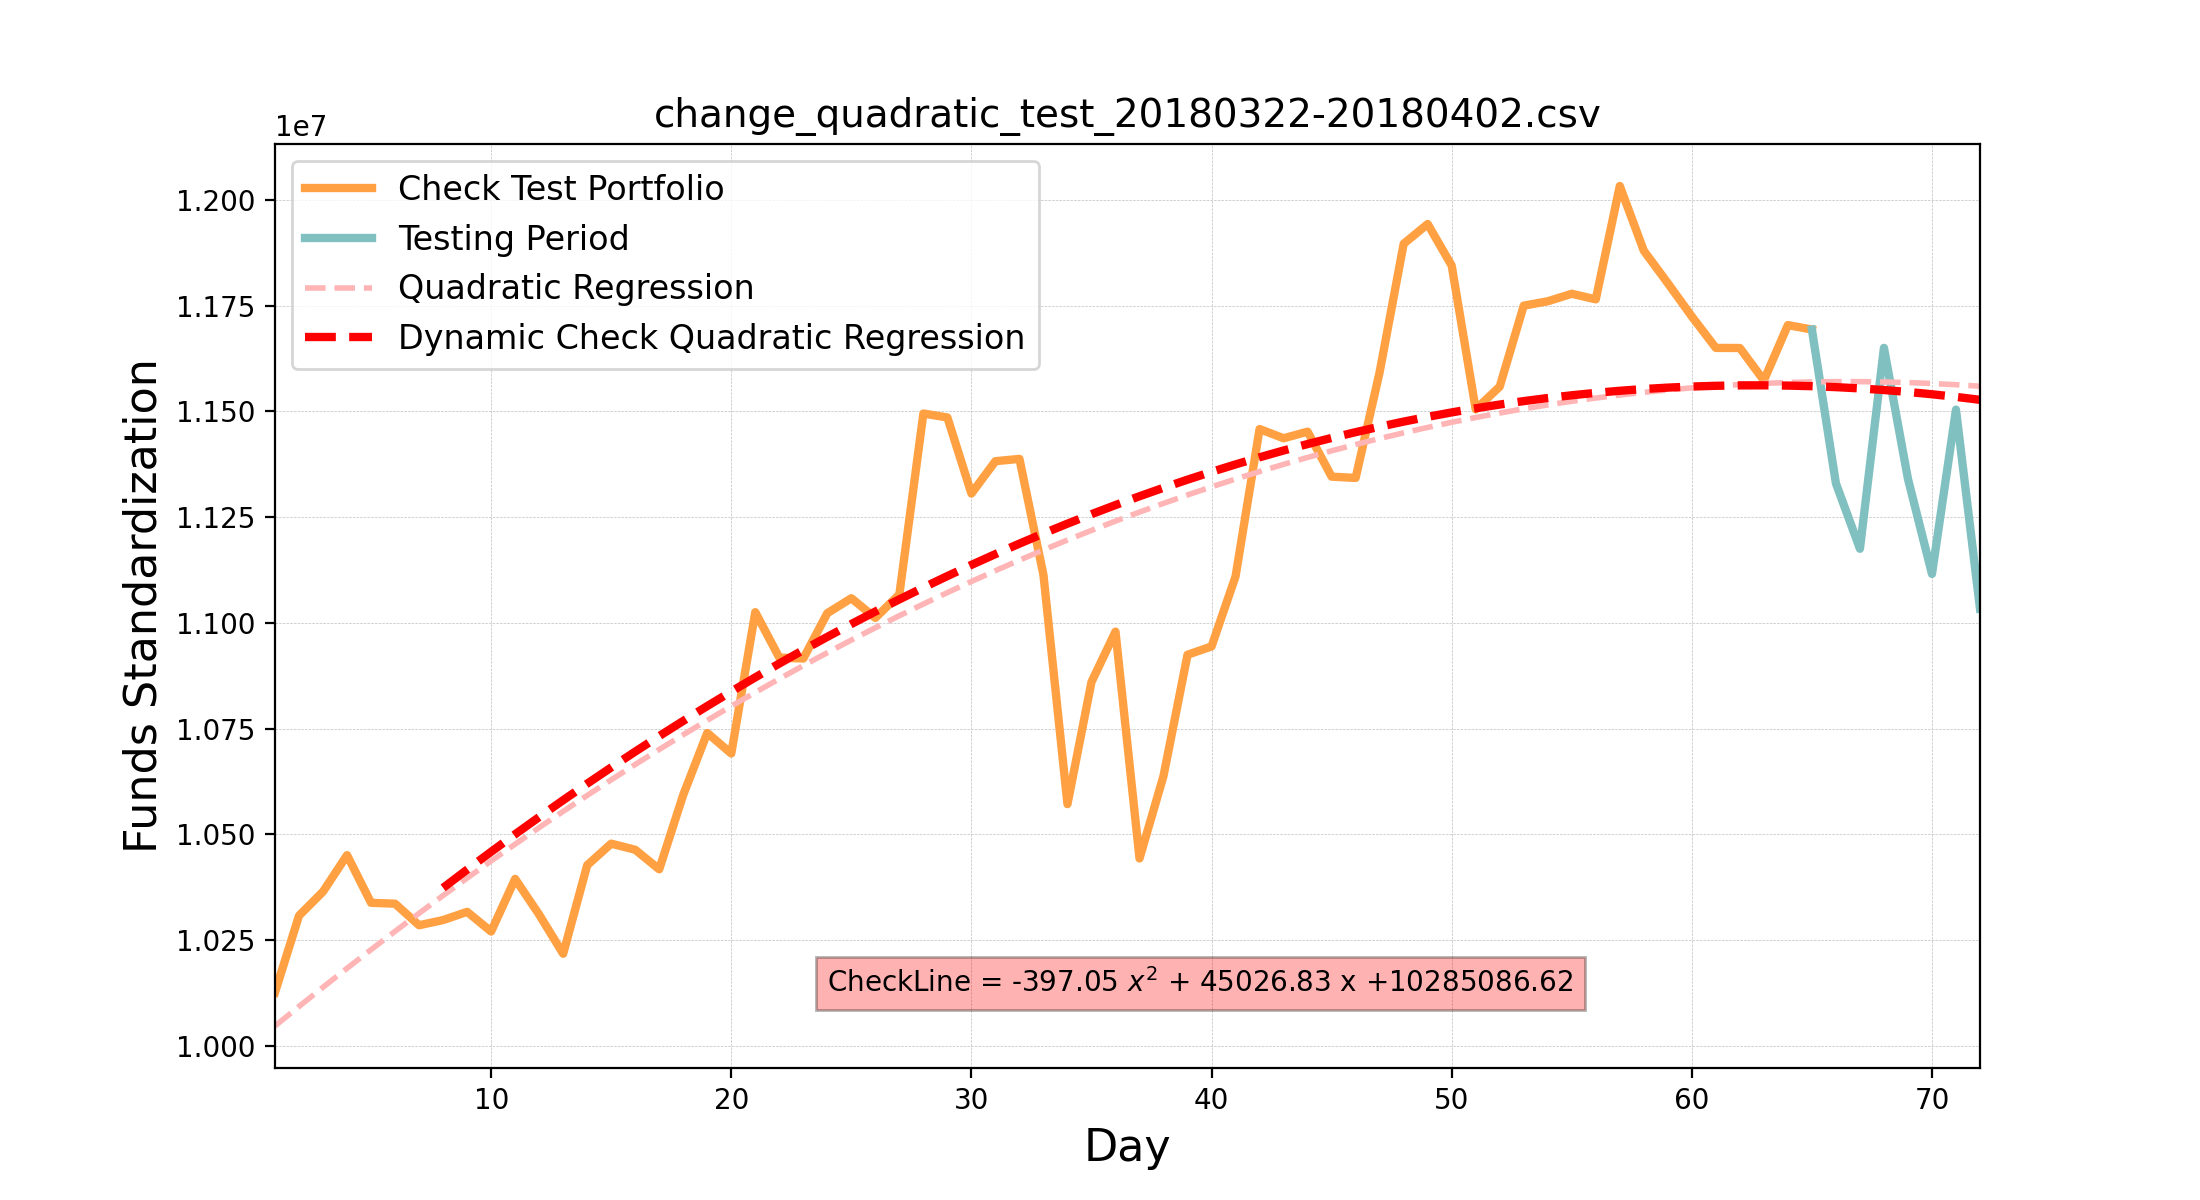 change_quadratic_test_20180322-20180402.csv
1e7
Check Test Portfolio
Testing Period
Quadratic Regression
Dynamic Check Quadratic Regression
1.200
1.175
1.150
1.125
1.100
1.075
1.050
1.025
1.000
Funds Standardization
CheckLine = -397.05 x² + 45026.83 x +10285086.62
10 20 30 40 50 60 70
Day